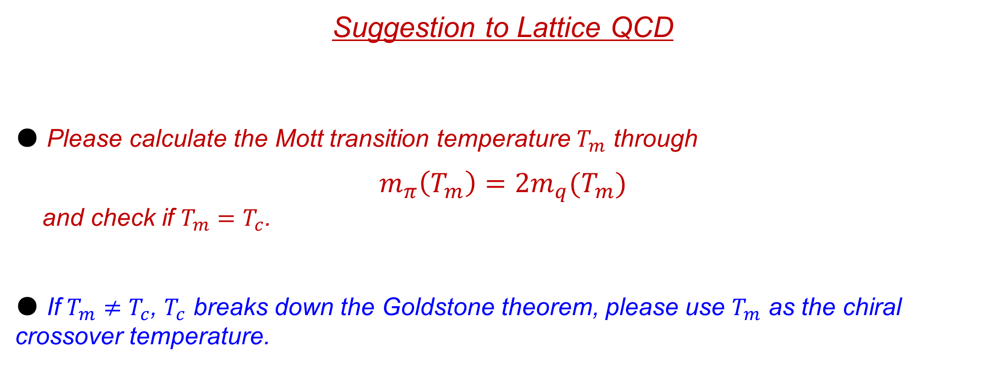 Suggestion to Lattice QCD
● Please calculate the Mott transition temperature $T_m$ through
$m_\pi(T_m) = 2m_q(T_m)$
and check if $T_m = T_c$.
● If $T_m \neq T_c$, $T_c$ breaks down the Goldstone theorem, please use $T_m$ as the chiral
crossover temperature.